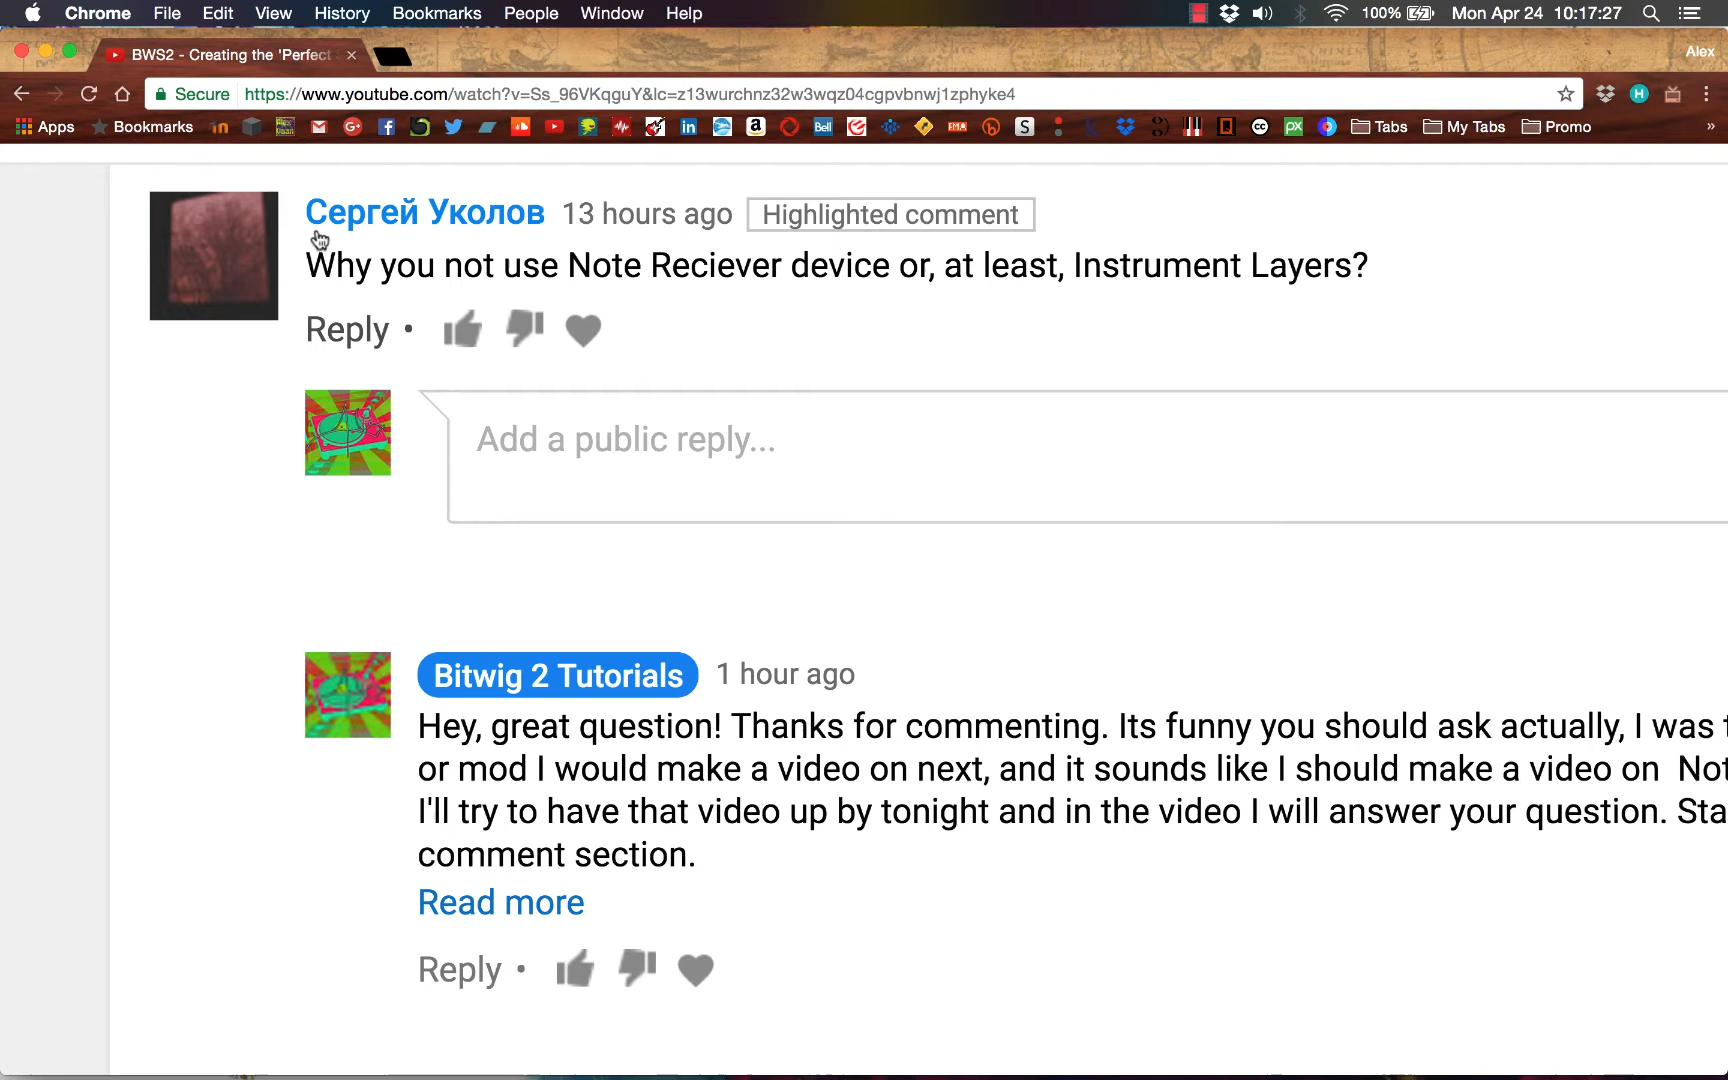 Chrome File Edit View History Bookmarks People Window Help 100% Mon Apr 24 10:17:27
BWS2 - Creating the 'Perfect Alex
Secure https://www.youtube.com/watch?v=Ss_96VKqguY&lc=z13wurchnz32w3wqz04cgpvbnwj1zphyke4
Apps Bookmarks Tabs My Tabs Promo
Сергей Уколов 13 hours ago Highlighted comment
Why you not use Note Reciever device or, at least, Instrument Layers?
Reply •
Add a public reply...
Bitwig 2 Tutorials 1 hour ago
Hey, great question! Thanks for commenting. Its funny you should ask actually, I was
or mod I would make a video on next, and it sounds like I should make a video on Not
I'll try to have that video up by tonight and in the video I will answer your question. Sta
comment section.
Read more
Reply •